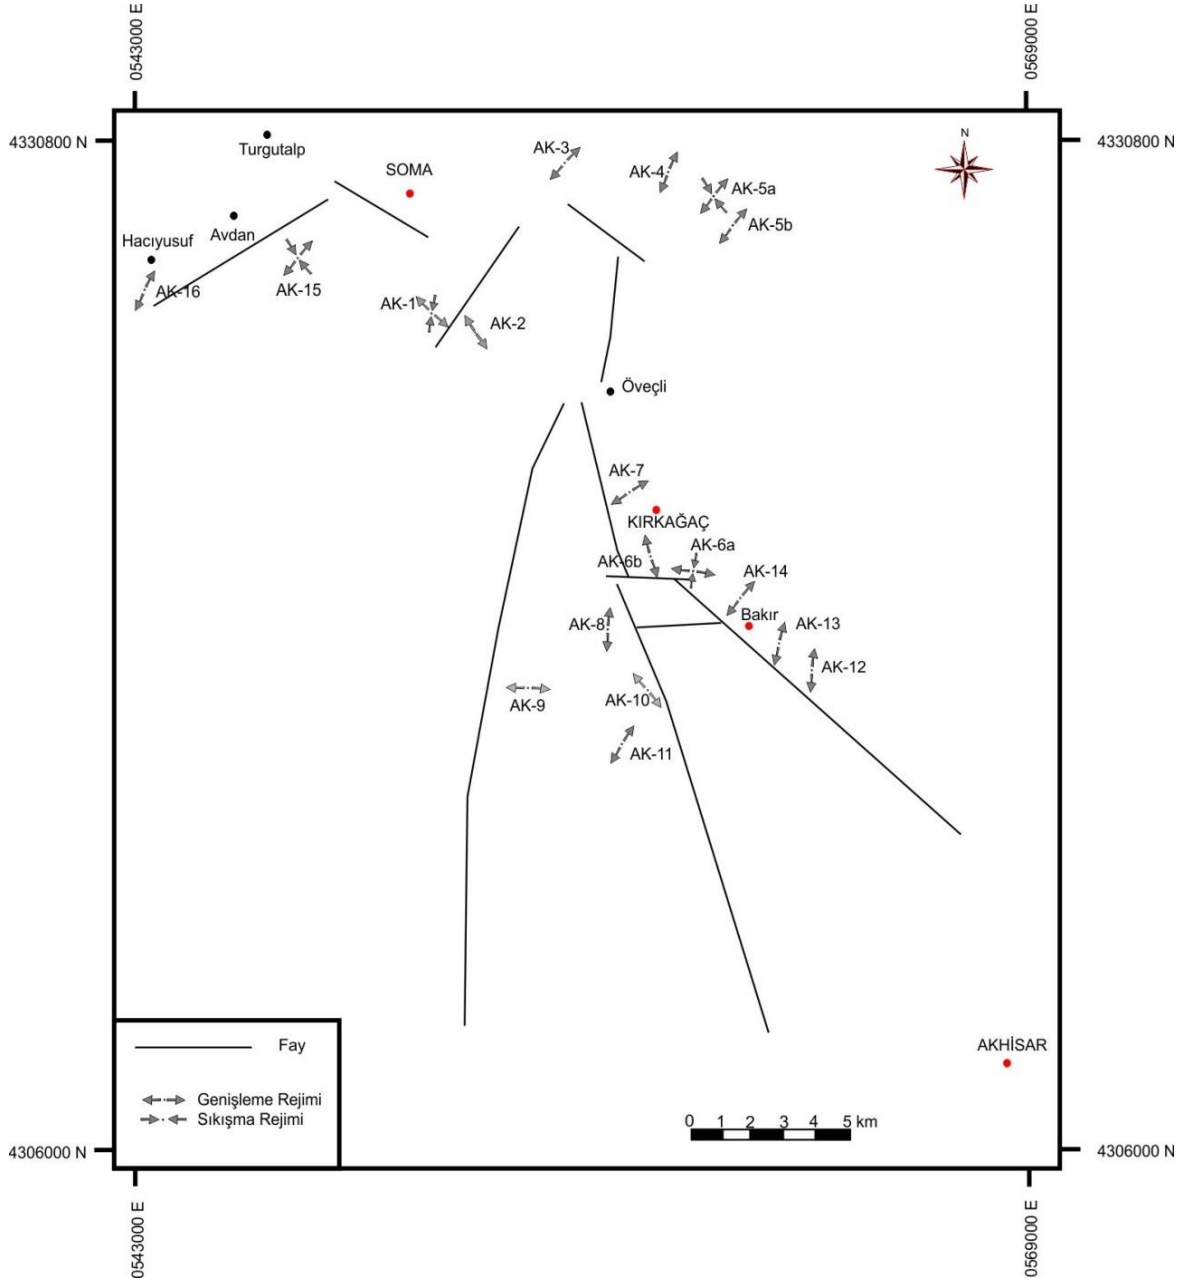 0543000 E
0569000 E
4330800 N
4330800 N
N
Turgutalp
SOMA
AK-3
AK-4
AK-5a
AK-5b
Avdan
Hacıyusuf
AK-16
AK-15
AK-1
AK-2
Öveçli
AK-7
KIRKAĞAÇ
AK-6a
AK-6b
AK-14
Bakır
AK-8
AK-13
AK-12
AK-10
AK-9
AK-11
Fay
Genişleme Rejimi
Sıkışma Rejimi
AKHİSAR
0 1 2 3 4 5 km
4306000 N
4306000 N
0543000 E
0569000 E